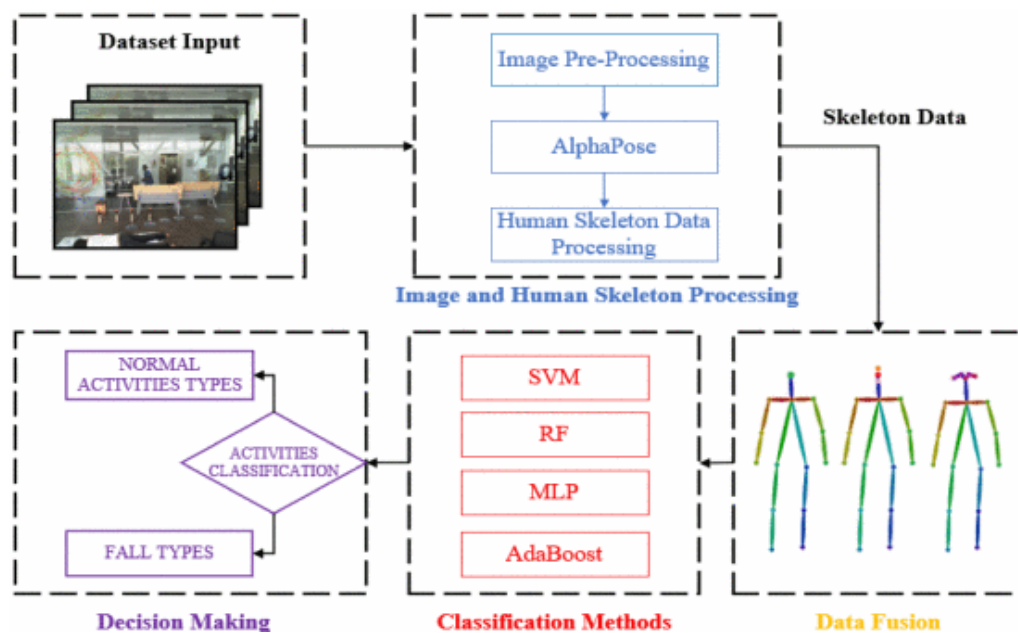 Dataset Input
Image Pre-Processing
AlphaPose
Human Skeleton Data
Processing
Image and Human Skeleton Processing
Skeleton Data
NORMAL
ACTIVITIES TYPES
ACTIVITIES
CLASSIFICATION
FALL TYPES
Decision Making
SVM
RF
MLP
AdaBoost
Classification Methods
Data Fusion